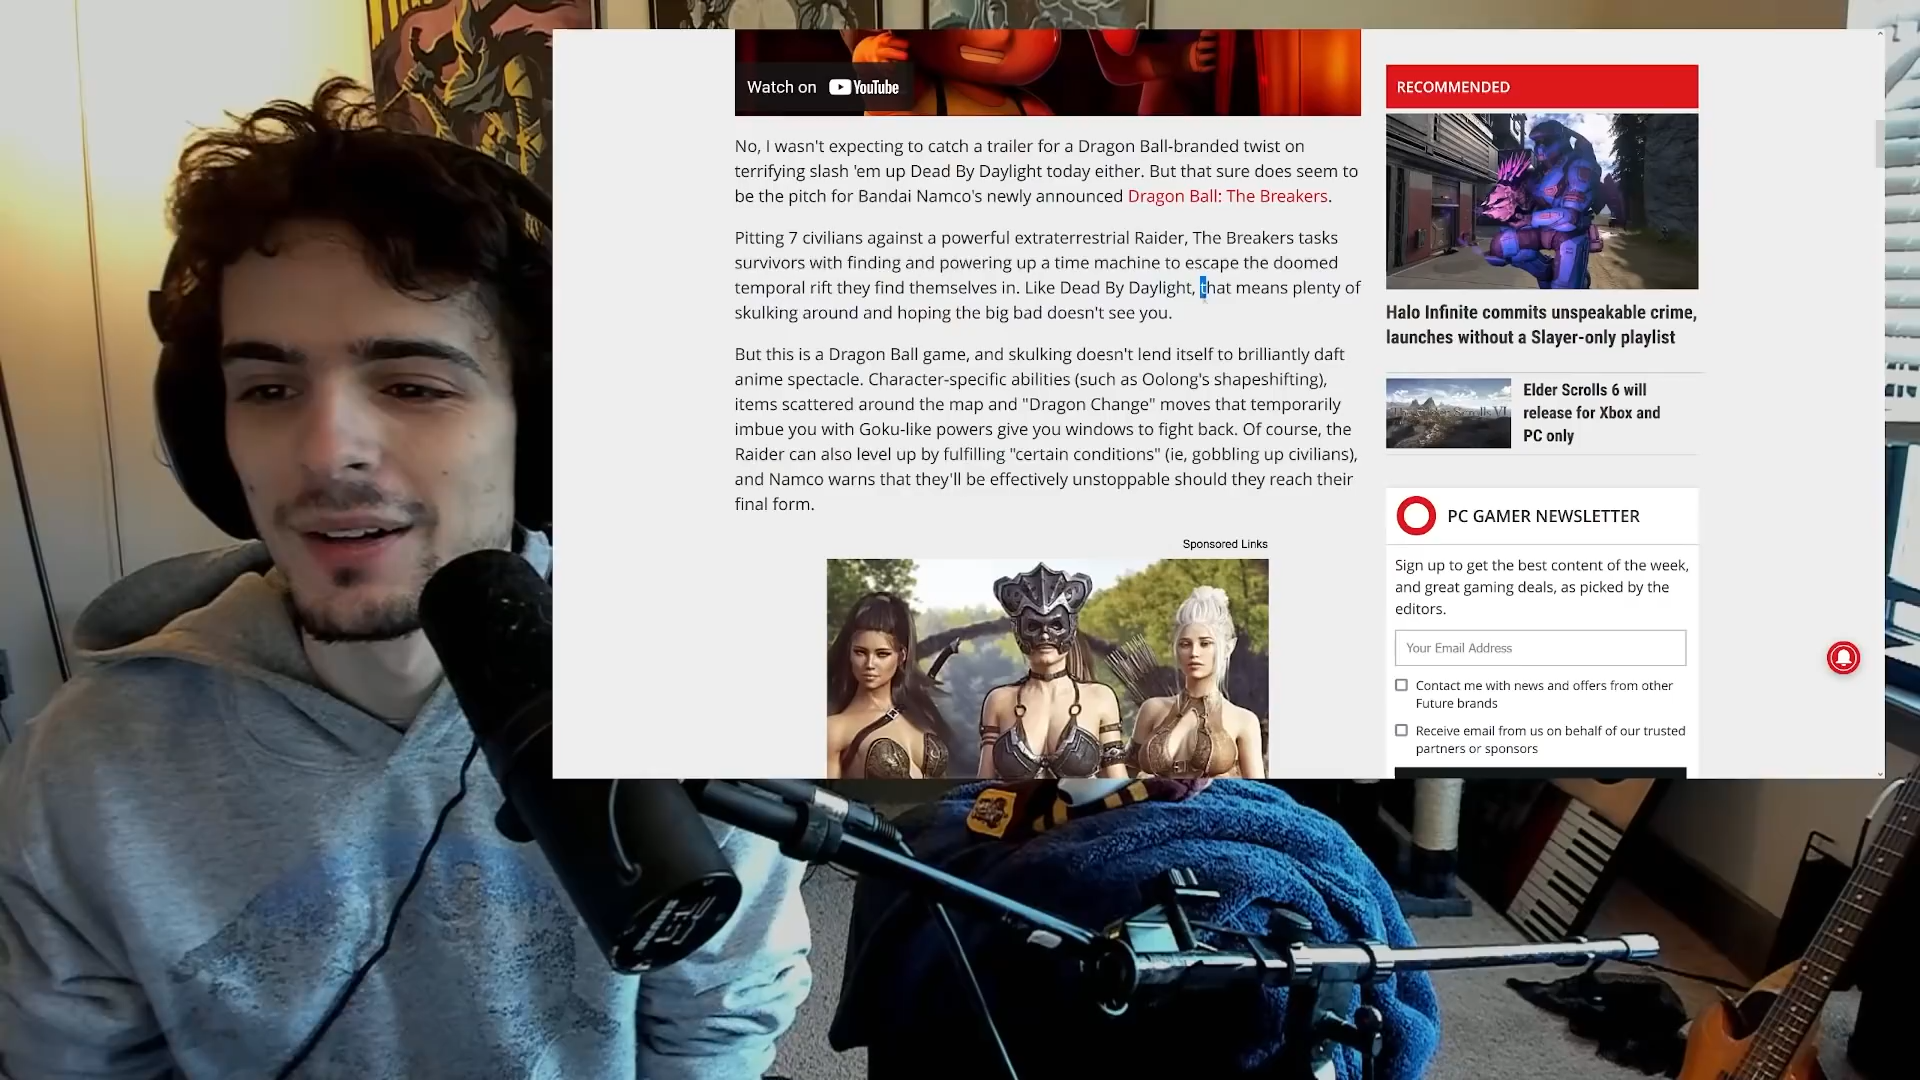 Watch on YouTube
No, I wasn't expecting to catch a trailer for a Dragon Ball-branded twist on
terrifying slash 'em up Dead By Daylight today either. But that sure does seem to
be the pitch for Bandai Namco's newly announced Dragon Ball: The Breakers.
Pitting 7 civilians against a powerful extraterrestrial Raider, The Breakers tasks
survivors with finding and powering up a time machine to escape the doomed
temporal rift they find themselves in. Like Dead By Daylight, that means plenty of
skulking around and hoping the big bad doesn't see you.
But this is a Dragon Ball game, and skulking doesn't lend itself to brilliantly daft
anime spectacle. Character-specific abilities (such as Oolong's shapeshifting),
items scattered around the map and "Dragon Change" moves that temporarily
imbue you with Goku-like powers give you windows to fight back. Of course, the
Raider can also level up by fulfilling "certain conditions" (ie, gobbling up civilians),
and Namco warns that they'll be effectively unstoppable should they reach their
final form.
Sponsored Links
RECOMMENDED
Halo Infinite commits unspeakable crime,
launches without a Slayer-only playlist
The Elder Scrolls VI
Elder Scrolls 6 will
release for Xbox and
PC only
PC GAMER NEWSLETTER
Sign up to get the best content of the week,
and great gaming deals, as picked by the
editors.
Your Email Address
Contact me with news and offers from other
Future brands
Receive email from us on behalf of our trusted
partners or sponsors